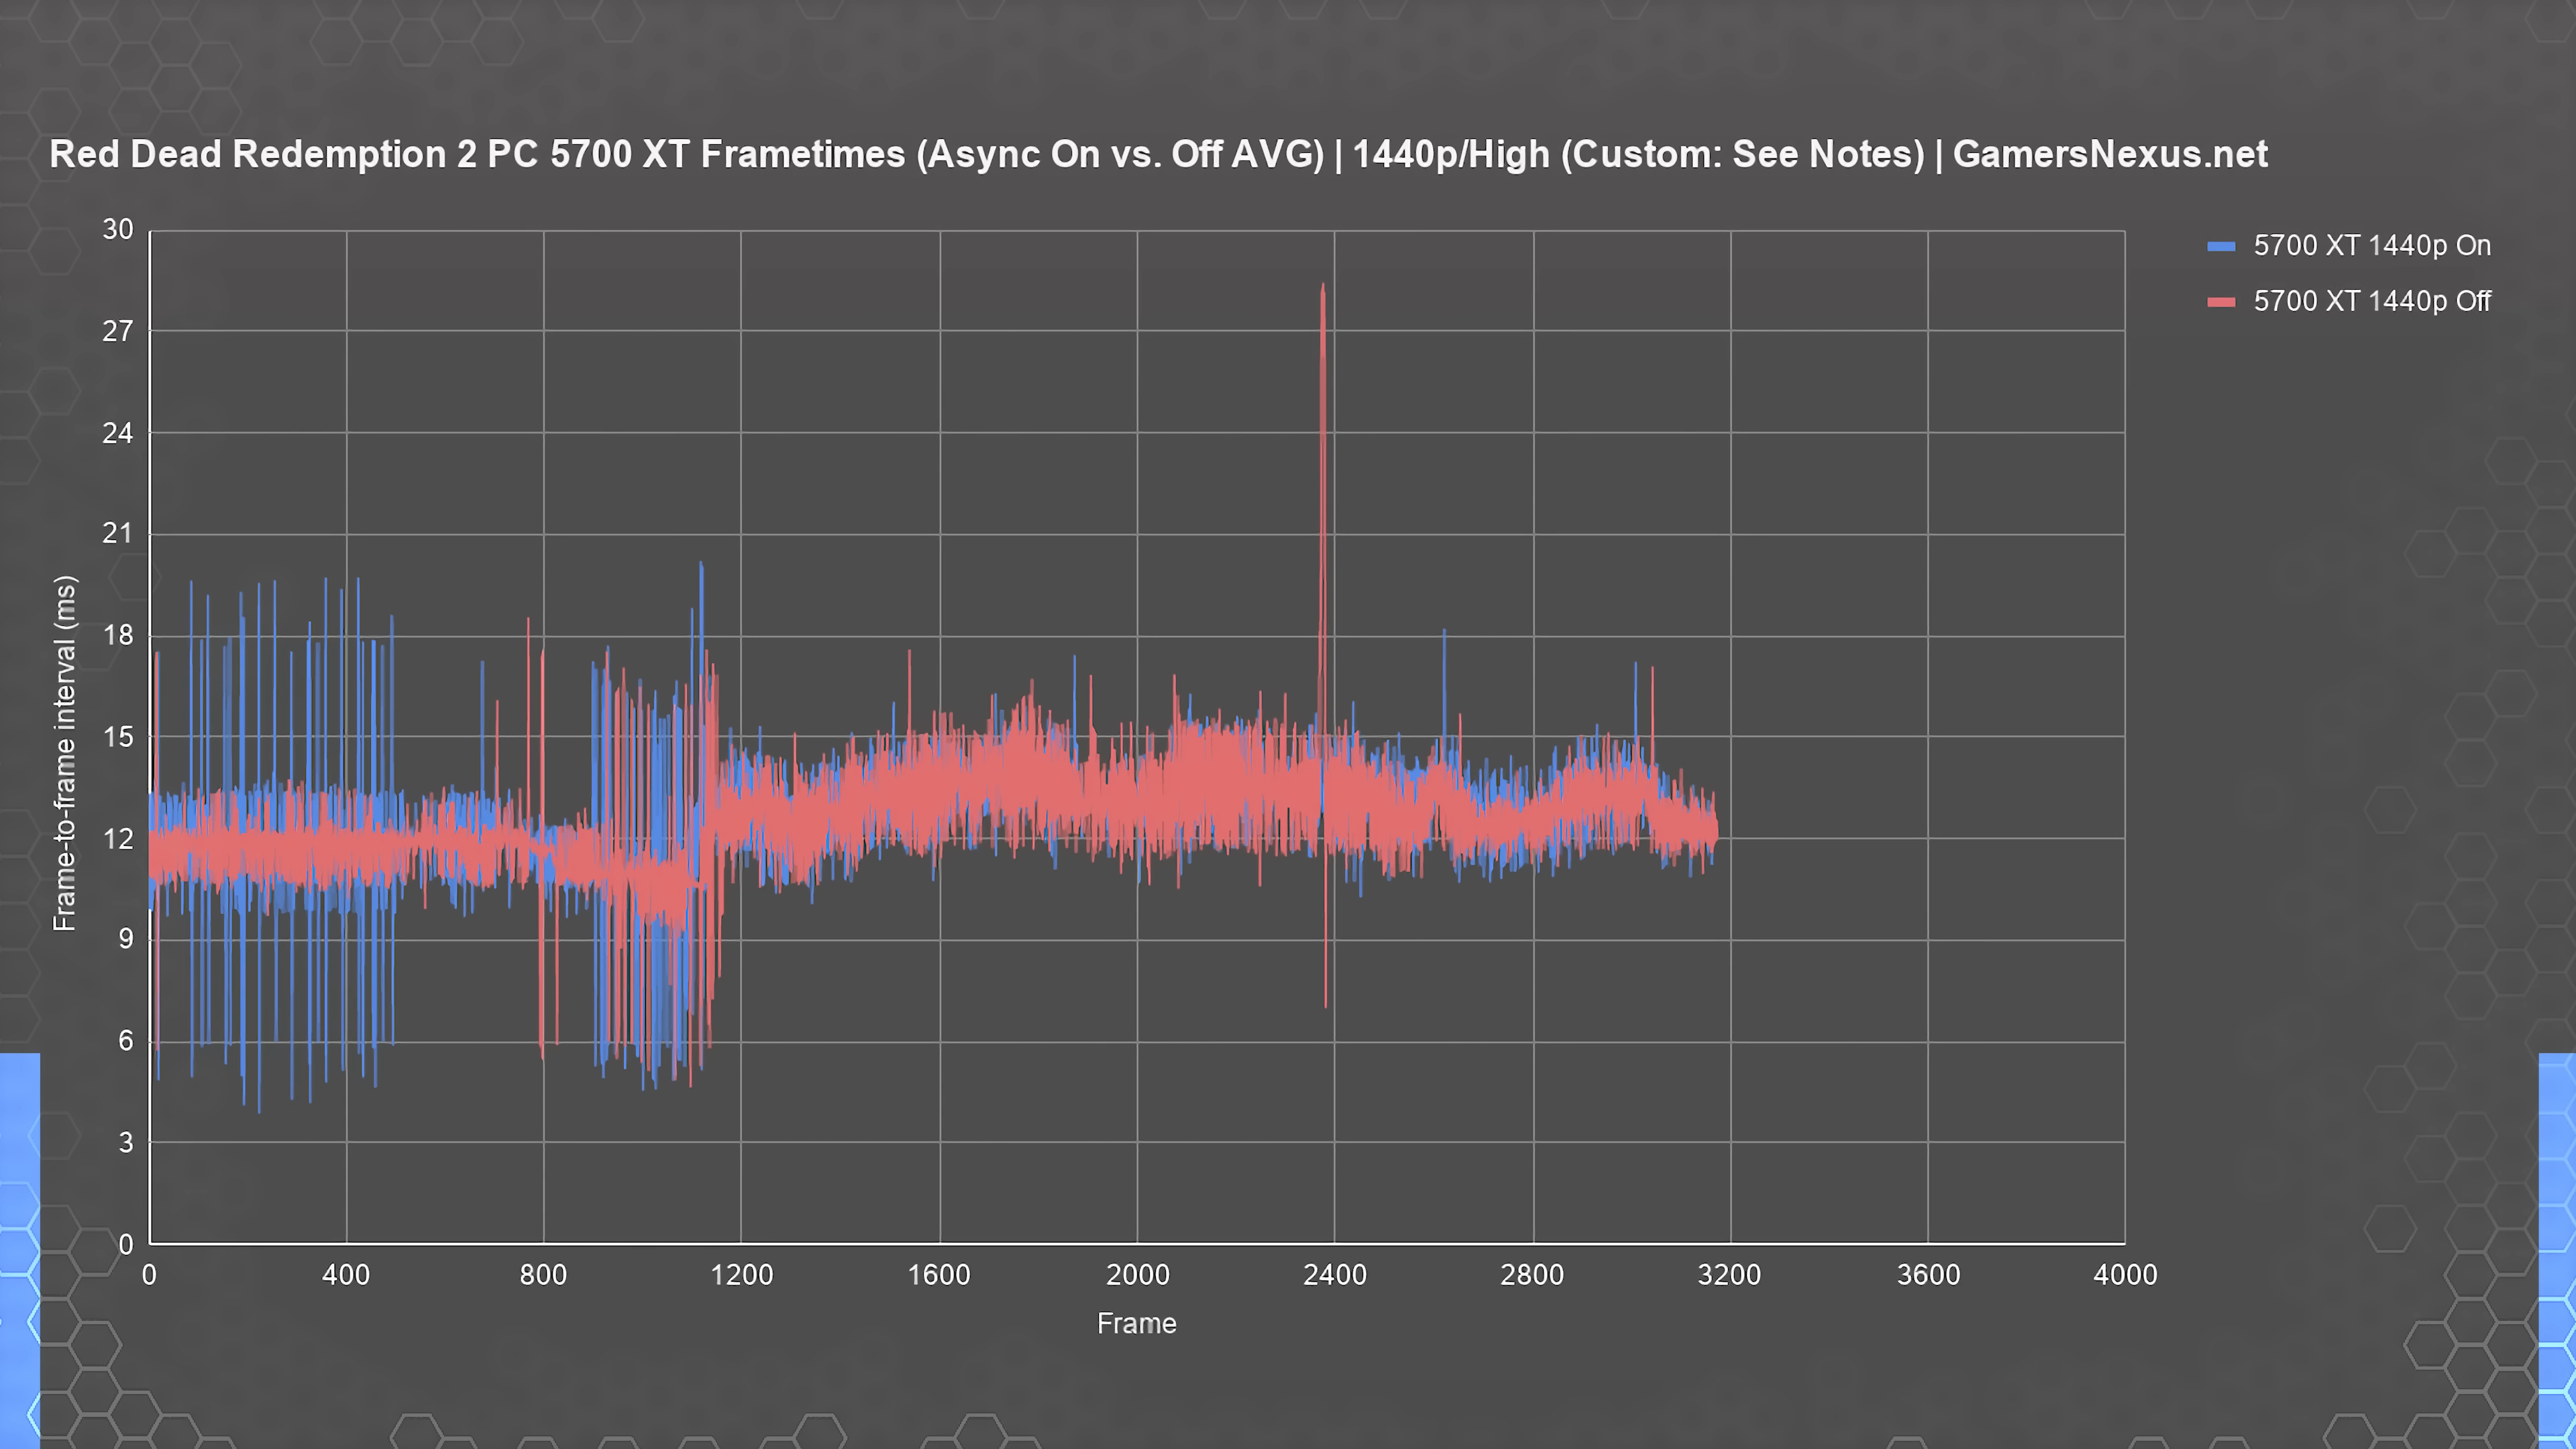 Red Dead Redemption 2 PC 5700 XT Frametimes (Async On vs. Off AVG) | 1440p/High (Custom: See Notes) | GamersNexus.net
5700 XT 1440p On
5700 XT 1440p Off
Frame-to-frame interval (ms)
30
27
24
21
18
15
12
9
6
3
0
0 400 800 1200 1600 2000 2400 2800 3200 3600 4000
Frame